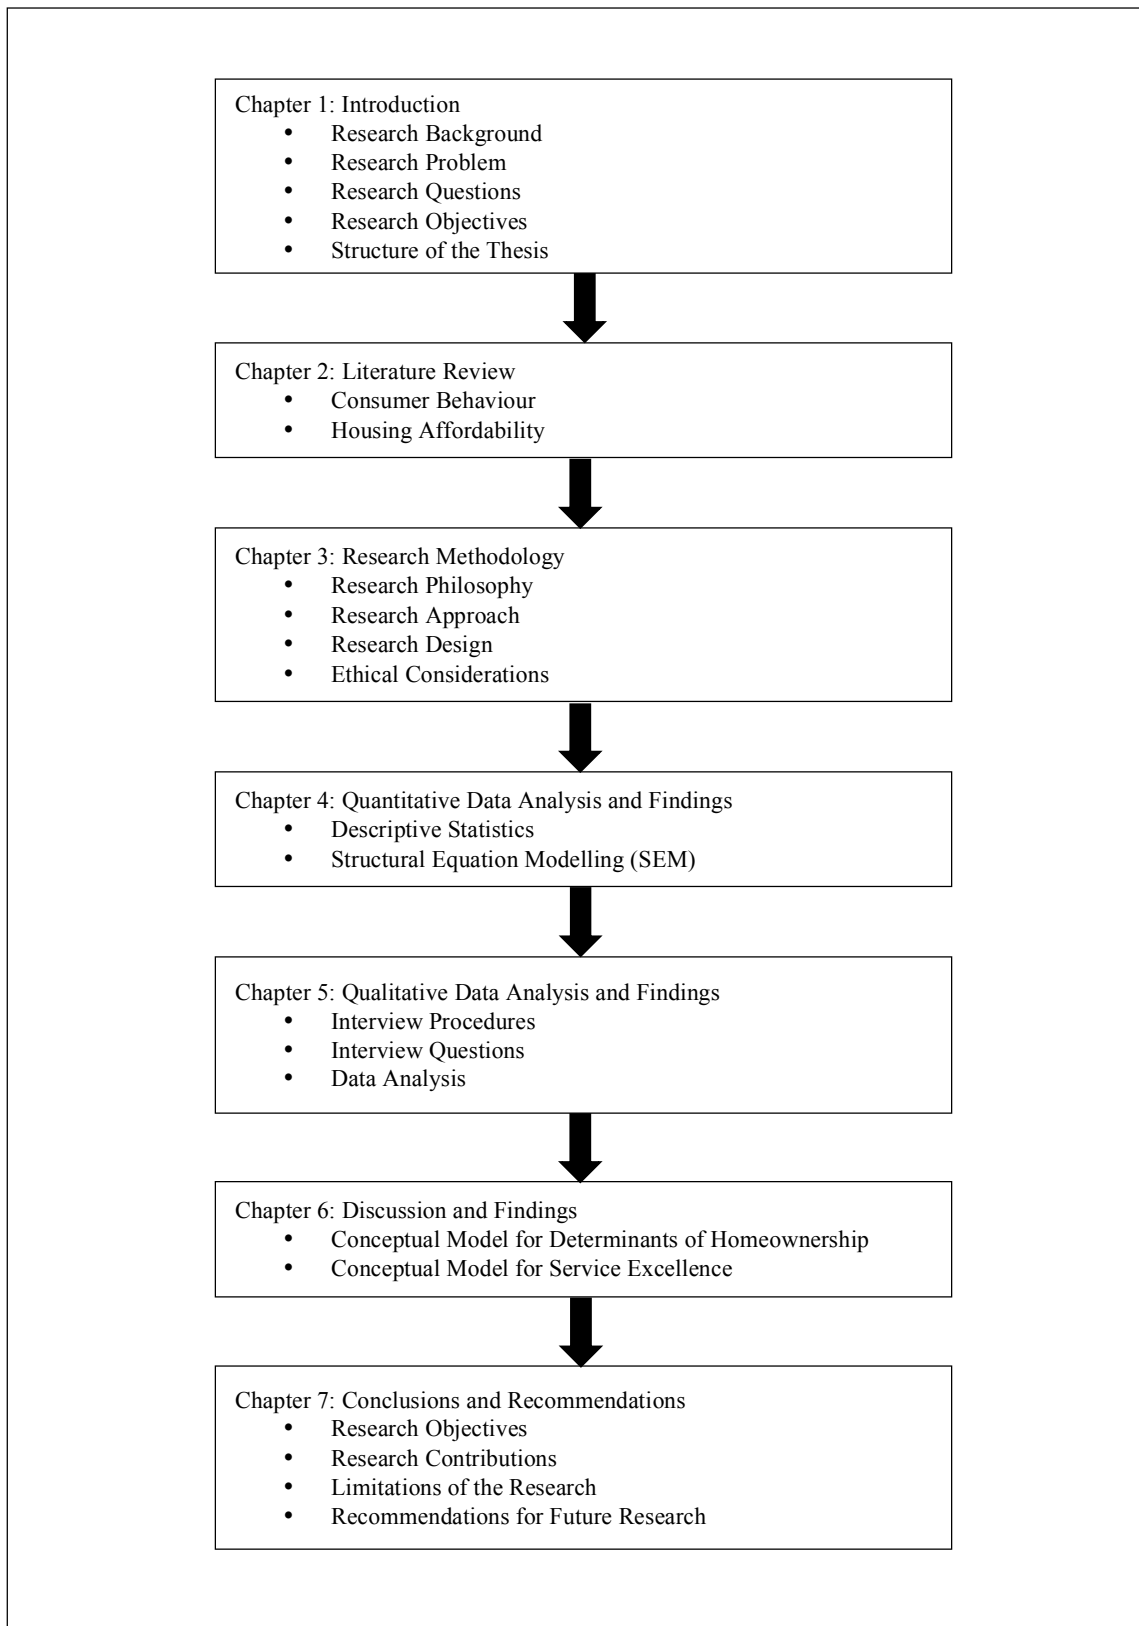 Chapter 1: Introduction
• Research Background
• Research Problem
• Research Questions
• Research Objectives
• Structure of the Thesis
Chapter 2: Literature Review
• Consumer Behaviour
• Housing Affordability
Chapter 3: Research Methodology
• Research Philosophy
• Research Approach
• Research Design
• Ethical Considerations
Chapter 4: Quantitative Data Analysis and Findings
• Descriptive Statistics
• Structural Equation Modelling (SEM)
Chapter 5: Qualitative Data Analysis and Findings
• Interview Procedures
• Interview Questions
• Data Analysis
Chapter 6: Discussion and Findings
• Conceptual Model for Determinants of Homeownership
• Conceptual Model for Service Excellence
Chapter 7: Conclusions and Recommendations
• Research Objectives
• Research Contributions
• Limitations of the Research
• Recommendations for Future Research